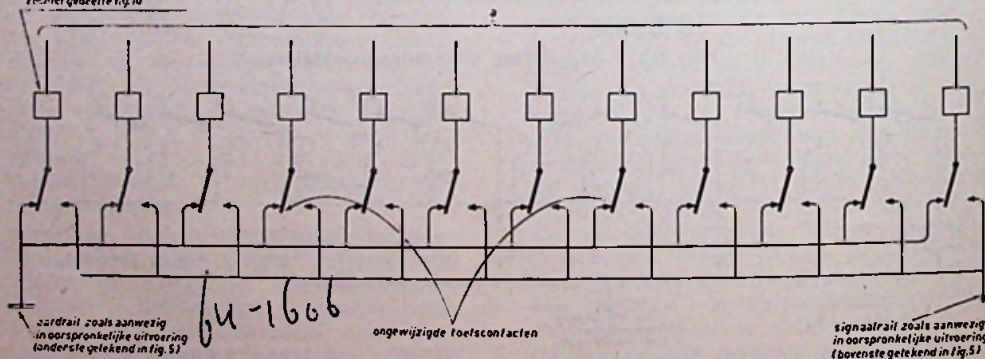 64-1606
aardrail zoals aanwezig
in oorspronkelijke uitvoering
(onderste getekend in fig. 5)
ongewijzigde toetscontacten
signaalrail zoals aanwezig
in oorspronkelijke uitvoering
(bovenste getekend in fig. 5)